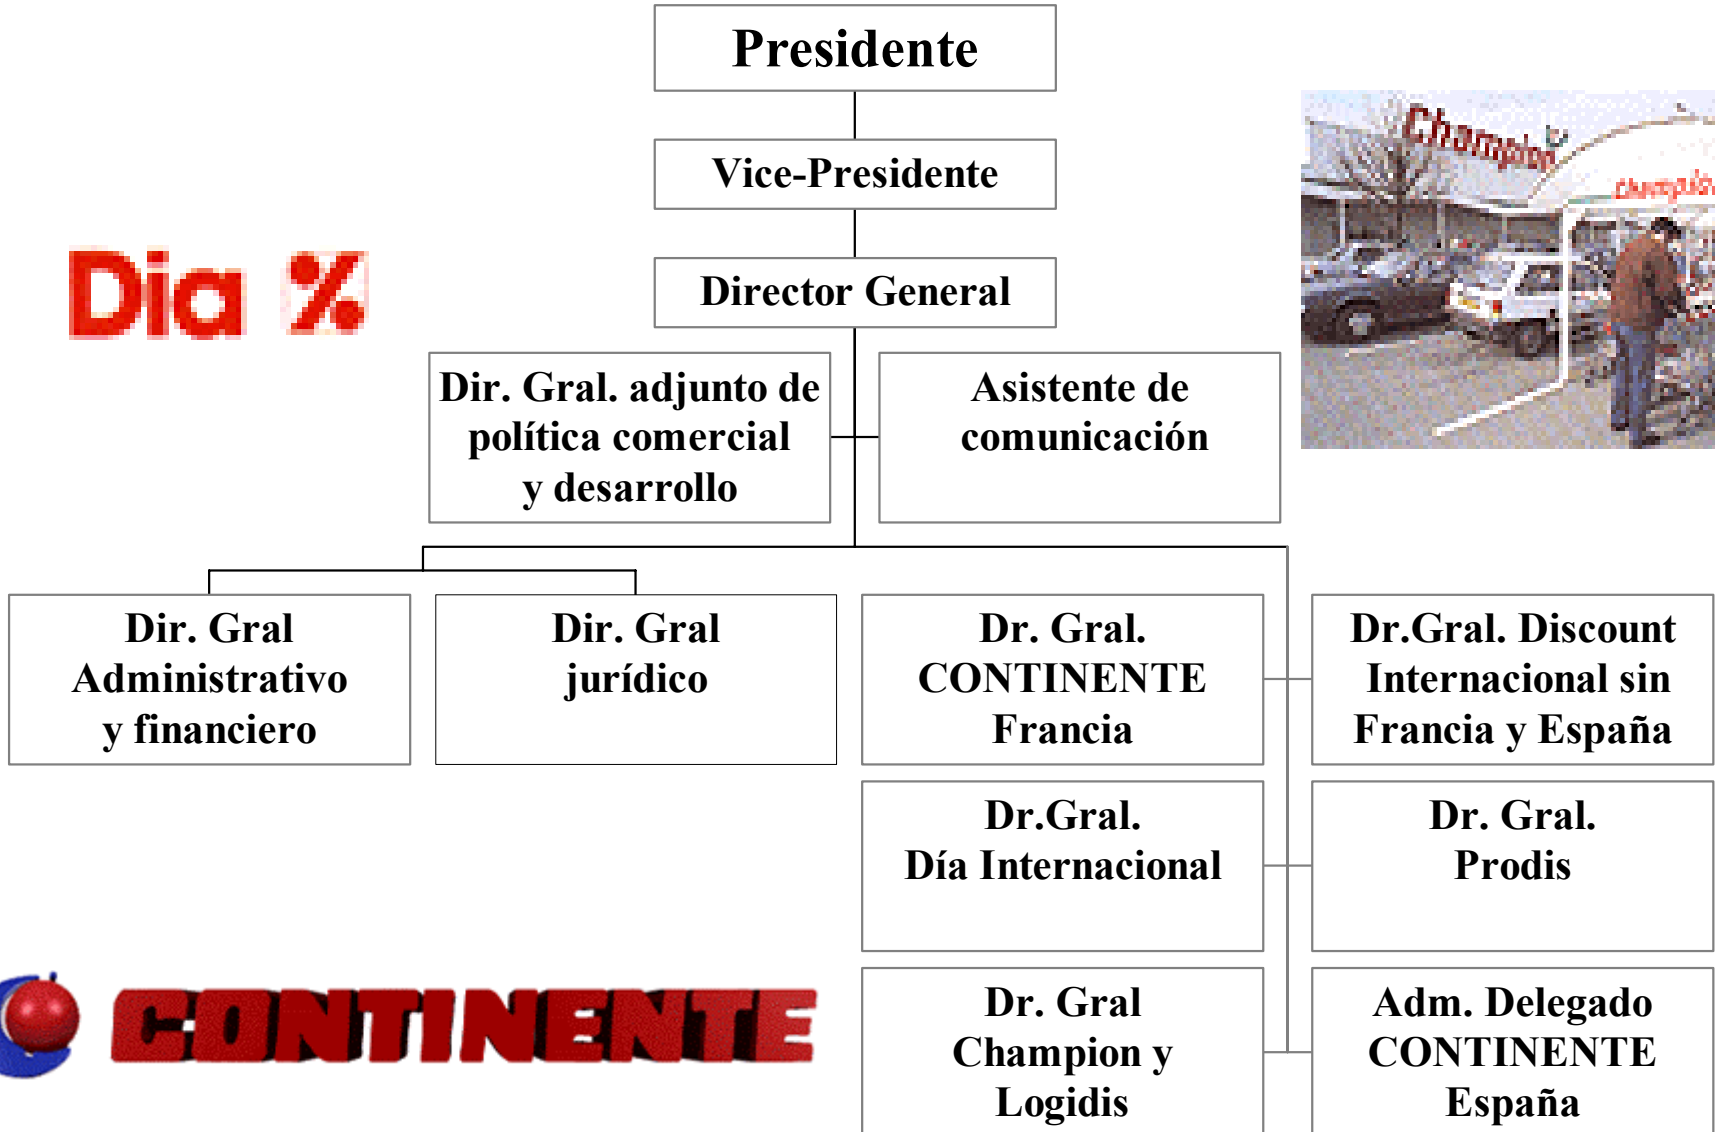 Presidente
Vice-Presidente
Director General
Dia %
Champion
Champion
Dir. Gral. adjunto de
política comercial
y desarrollo
Asistente de
comunicación
Dir. Gral
Administrativo
y financiero
Dir. Gral
jurídico
Dr. Gral.
CONTINENTE
Francia
Dr.Gral. Discount
Internacional sin
Francia y España
Dr.Gral.
Día Internacional
Dr. Gral.
Prodis
Dr. Gral
Champion y
Logidis
Adm. Delegado
CONTINENTE
España
CONTINENTE